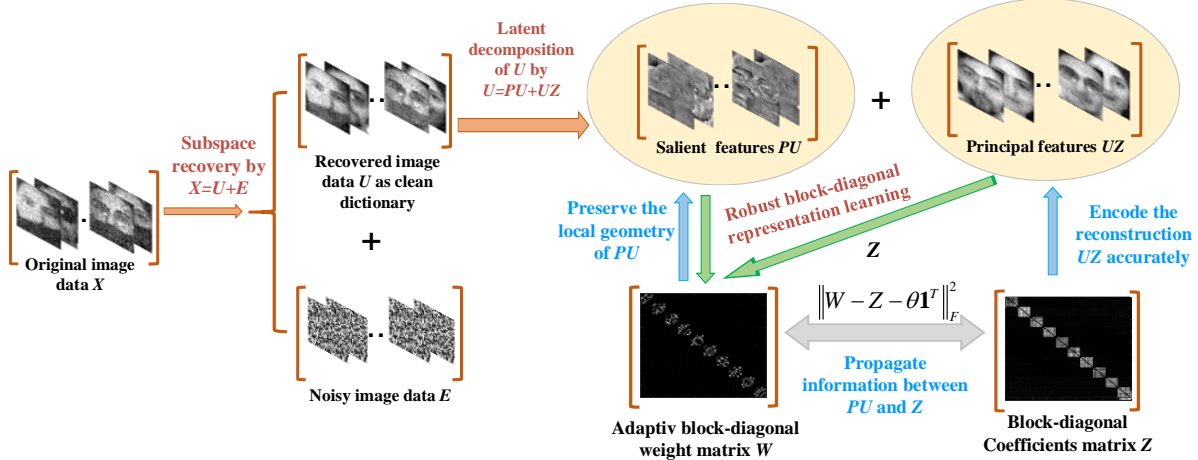 Original image
data X
Subspace
recovery by
X=U+E
Recovered image
data U as clean
dictionary
+
Noisy image data E
Latent
decomposition
of U by
U=PU+UZ
Salient features PU
+
Principal features UZ
Preserve the
local geometry
of PU
Robust block-diagonal
representation learning
Z
Encode the
reconstruction
UZ accurately
‖W − Z − θ1^T‖_F^2
Propagate
information between
PU and Z
Adaptiv block-diagonal
weight matrix W
Block-diagonal
Coefficients matrix Z